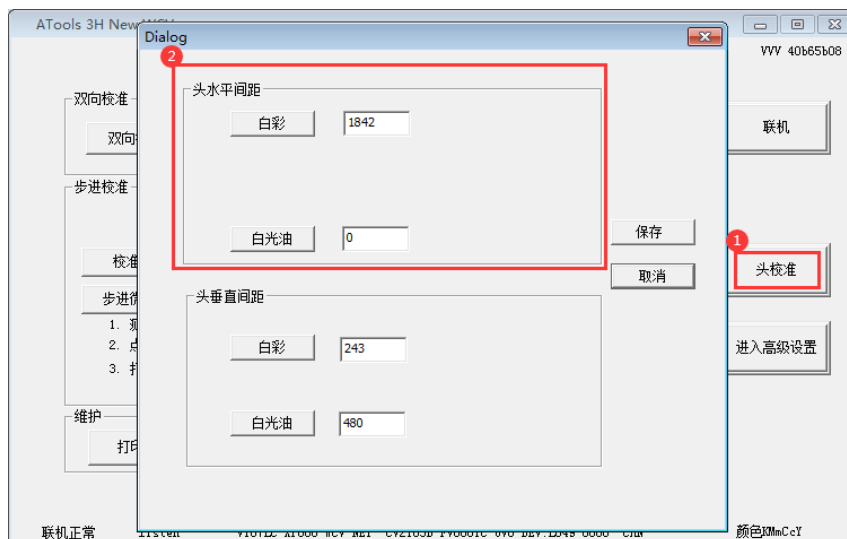 ATools 3H New
Dialog
VVV 40b65b08
2
双向校准
头水平间距
白彩 1842
双向
联机
步进校准
白光油 0
保存
1
校准
取消
头校准
步进
头垂直间距
1.
2. 点
白彩 243
进入高级设置
3. 打
白光油 480
维护
打印
联机正常
颜色KMmCcY